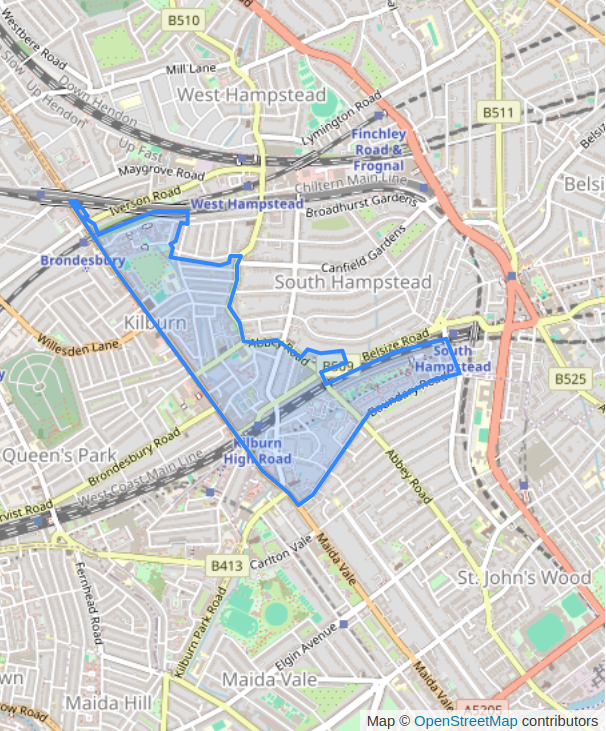 B510
Westbere Road
Mill Lane
Down Hendon
Slow
Up Hendon
West Hampstead
Lymington Road
B511
Up Fast
Finchley
Road &
Frognal
Maygrove Road
Chiltern Main Line
Iverson Road
West Hampstead
Broadhurst Gardens
Belsi
Brondesbury
Canfield Gardens
South Hampstead
Kilburn
Willesden Lane
Abbey Road
Belsize Road
B509
South
Hampstead
B525
Boundary Road
Brondesbury Road
Kilburn
High Road
Queen's Park
West Coast Main Line
Abbey Road
rvist Road
Maida Vale
B413
Carlton Vale
Fernhead Road
St. John's Wood
Kilburn Park Road
Elgin Avenue
Maida Vale
Maida Vale
own
Maida Hill
row Road
A5205
Map © OpenStreetMap contributors